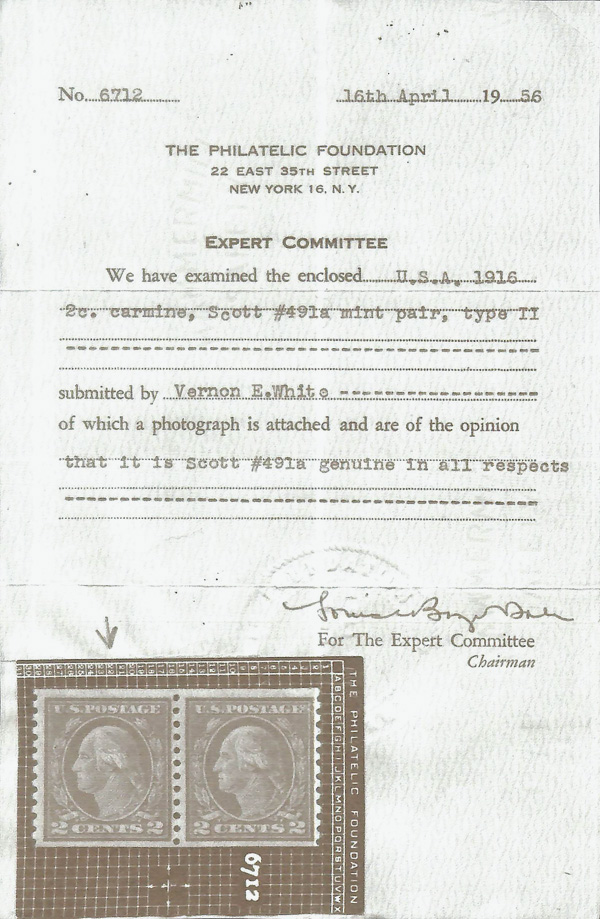 No. 6712 16th April 19 56
THE PHILATELIC FOUNDATION
22 EAST 35TH STREET
NEW YORK 16, N. Y.
EXPERT COMMITTEE
We have examined the enclosed U.S.A. 1916
2c. carmine, Scott #491a mint pair, type II
submitted by Vernon E.White
of which a photograph is attached and are of the opinion
that it is Scott #491a genuine in all respects
For The Expert Committee
Chairman
THE PHILATELIC FOUNDATION
ABCDEFGHIJKLMNOPQRSTUVWX
U.S. POSTAGE U.S. POSTAGE
2 CENTS 2 2 CENTS 2
6712